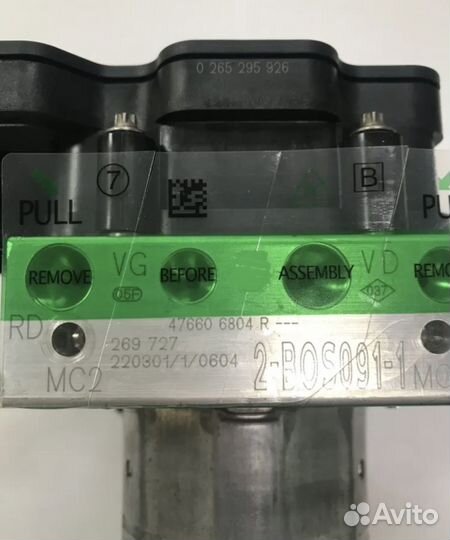 0 265 295 926
7
B
PULL
PU
REMOVE
VG
BEFORE
ASSEMBLY
VD
REMO
05F
037
RD
47660 6804 R ---
269 727
220301/1/0604
2-BOS091-1
MC2
MC
Avito